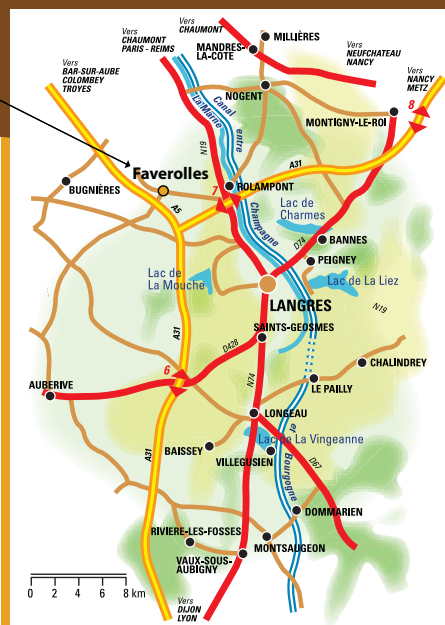 Vers
CHAUMONT
PARIS - REIMS
Vers
CHAUMONT
MILLIÈRES
MANDRES-
LA-COTE
Vers
NEUFCHATEAU
NANCY
Vers
BAR-SUR-AUBE
COLOMBEY
TROYES
Vers
NANCY
METZ
NOGENT
8
MONTIGNY-LE-ROI
Canal entre
La Marne
N19
A31
Faverolles
BUGNIÈRES
7
ROLAMPONT
A5
Champagne
Lac de
Charmes
D74
BANNES
PEIGNEY
Lac de
La Mouche
Lac de La Liez
LANGRES
N19
A31
SAINTS-GEOSMES
D428
6
CHALINDREY
AUBERIVE
N74
LE PAILLY
LONGEAU
et
Bourgogne
Lac de La Vingeanne
A31
BAISSEY
VILLEGUSIEN
D67
DOMMARIEN
RIVIERE-LES-FOSSES
MONTSAUGEON
VAUX-SOUS-
AUBIGNY
0 2 4 6 8 km
Vers
DIJON
LYON